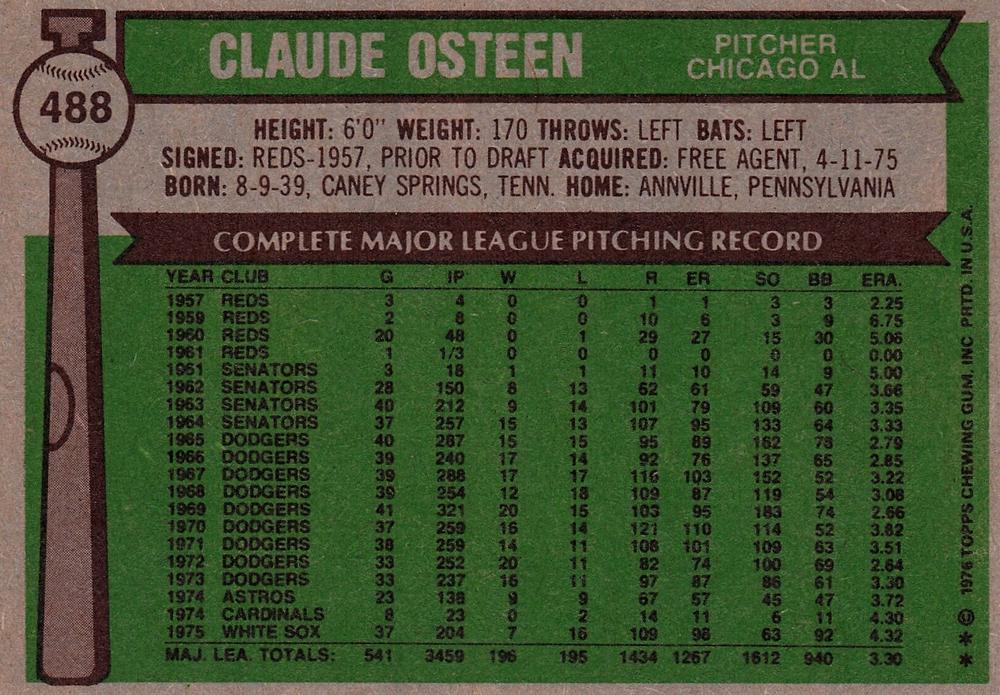 488
CLAUDE OSTEEN
PITCHER
CHICAGO AL
HEIGHT: 6'0" WEIGHT: 170 THROWS: LEFT BATS: LEFT
SIGNED: REDS-1957, PRIOR TO DRAFT ACQUIRED: FREE AGENT, 4-11-75
BORN: 8-9-39, CANEY SPRINGS, TENN. HOME: ANNVILLE, PENNSYLVANIA
COMPLETE MAJOR LEAGUE PITCHING RECORD
YEAR CLUB G IP W L R ER SO BB ERA.
1957 REDS 3 4 0 0 1 1 3 3 2.25
1959 REDS 2 8 0 0 10 6 3 9 6.75
1960 REDS 20 48 0 1 29 27 15 30 5.06
1961 REDS 1 1/3 0 0 0 0 0 0 0.00
1961 SENATORS 3 18 1 1 11 10 14 9 5.00
1962 SENATORS 28 150 8 13 62 61 59 47 3.66
1963 SENATORS 40 212 9 14 101 79 109 60 3.35
1964 SENATORS 37 257 15 13 107 95 133 64 3.33
1965 DODGERS 40 287 15 15 95 89 162 78 2.79
1966 DODGERS 39 240 17 14 92 76 137 65 2.85
1967 DODGERS 39 288 17 17 116 103 152 52 3.22
1968 DODGERS 39 254 12 18 109 87 119 54 3.08
1969 DODGERS 41 321 20 15 103 95 183 74 2.66
1970 DODGERS 37 259 16 14 121 110 114 52 3.82
1971 DODGERS 38 259 14 11 108 101 109 63 3.51
1972 DODGERS 33 252 20 11 82 74 100 69 2.64
1973 DODGERS 33 237 16 11 97 87 86 61 3.30
1974 ASTROS 23 138 9 9 67 57 45 47 3.72
1974 CARDINALS 8 23 0 2 14 11 6 11 4.30
1975 WHITE SOX 37 204 7 16 109 98 63 92 4.32
MAJ. LEA. TOTALS: 541 3459 196 195 1434 1267 1612 940 3.30
* * © 1976 TOPPS CHEWING GUM, INC PRTD. IN U.S.A.